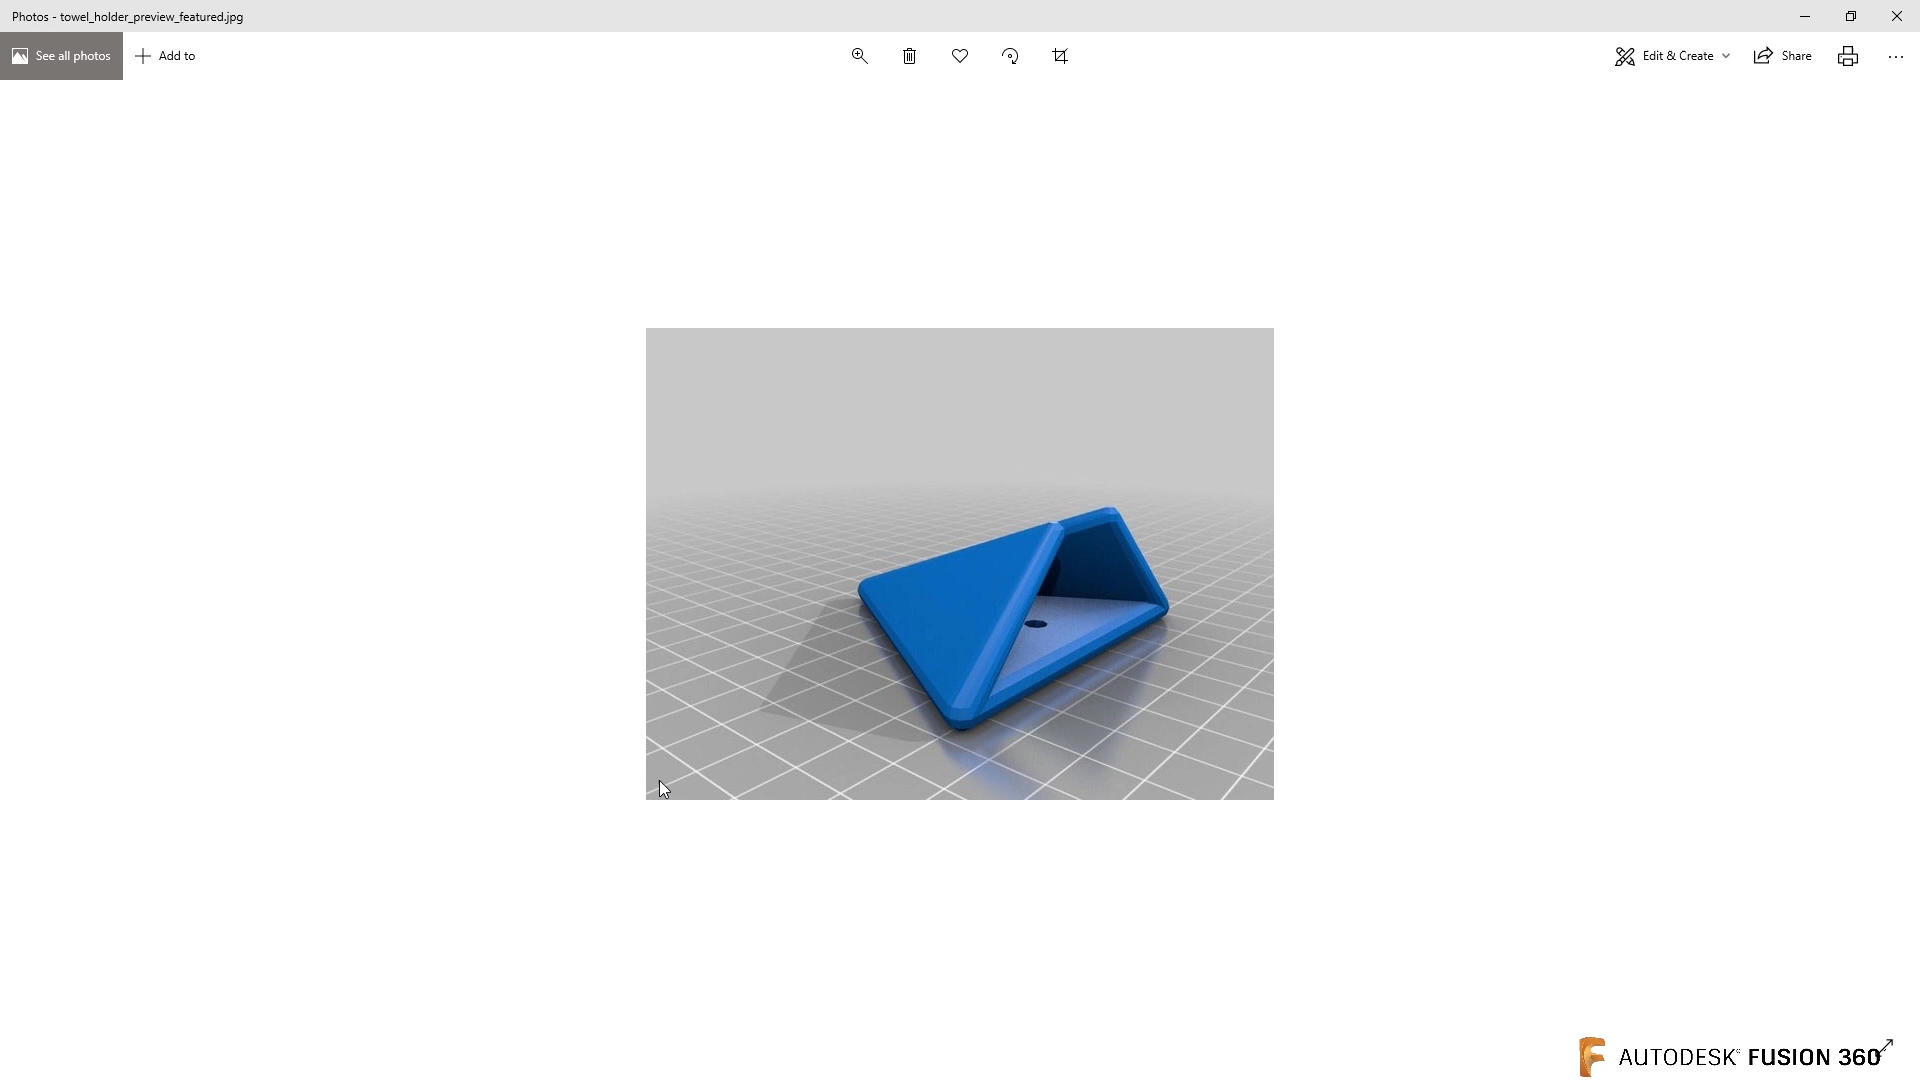 Photos - towel_holder_preview_featured.jpg
See all photos
Add to
Edit & Create
Share
AUTODESK® FUSION 360